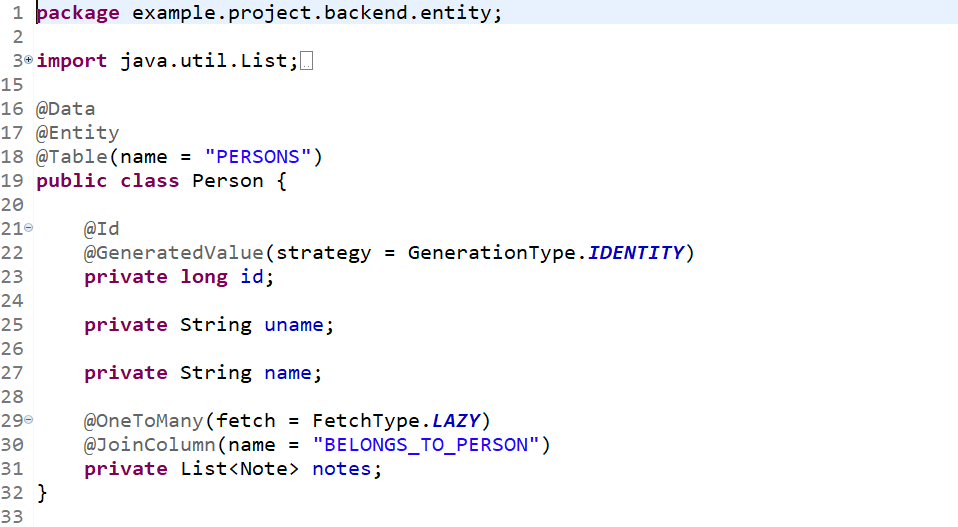 1 package example.project.backend.entity;
2
3 import java.util.List;
15
16 @Data
17 @Entity
18 @Table(name = "PERSONS")
19 public class Person {
20
21     @Id
22     @GeneratedValue(strategy = GenerationType.IDENTITY)
23     private long id;
24
25     private String uname;
26
27     private String name;
28
29     @OneToMany(fetch = FetchType.LAZY)
30     @JoinColumn(name = "BELONGS_TO_PERSON")
31     private List<Note> notes;
32 }
33